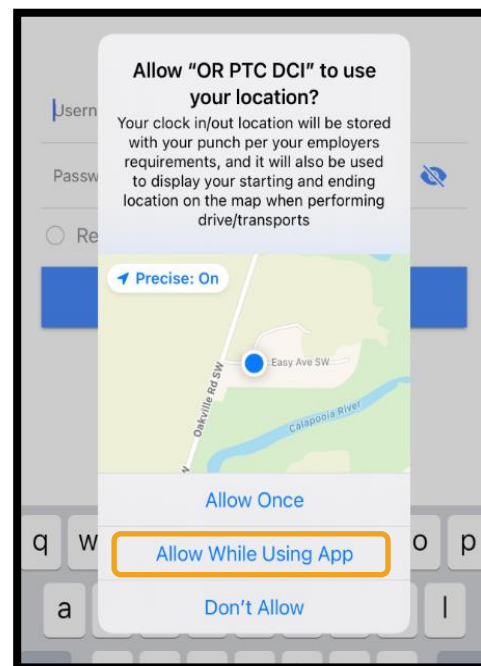 Allow “OR PTC DCI” to use
your location?
Your clock in/out location will be stored
with your punch per your employers
requirements, and it will also be used
to display your starting and ending
location on the map when performing
drive/transports
Usern
Passw
Re
Precise: On
Easy Ave SW
Oakville Rd SW
Calapooia River
Allow Once
Allow While Using App
Don’t Allow
q w o p
a l